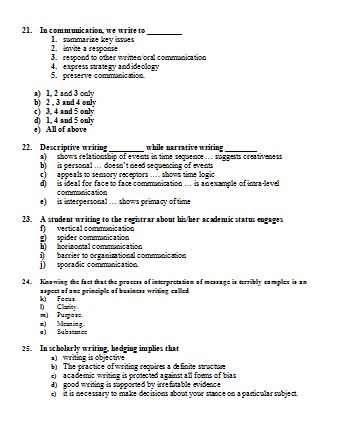 21. In communication, we write to ________
1. summarize key issues
2. invite a response
3. respond to other written/oral communication
4. express strategy and ideology
5. preserve communication.
a) 1, 2 and 3 only
b) 2 , 3 and 4 only
c) 3, 4 and 5 only
d) 1, 4 and 5 only
e) All of above
22. Descriptive writing ________ while narrative writing ________
a) shows relationship of events in time sequence … suggests creativeness
b) is personal … doesn't need sequencing of events
c) appeals to sensory receptors …. shows time logic
d) is ideal for face to face communication … is an example of intra-level
communication
e) is interpersonal … shows primacy of time
23. A student writing to the registrar about his/her academic status engages
f) vertical communication
g) spider communication
h) horizontal communication
i) barrier to organizational communication
j) sporadic communication.
24. Knowing the fact that the process of interpretation of message is terribly complex is an
aspect of one principle of business writing called
k) Focus.
l) Clarity.
m) Purpose.
n) Meaning.
o) Substance
25. In scholarly writing, hedging implies that
a) writing is objective
b) The practice of writing requires a definite structure
c) academic writing is protected against all forms of bias
d) good writing is supported by irrefutable evidence
e) it is necessary to make decisions about your stance on a particular subject.